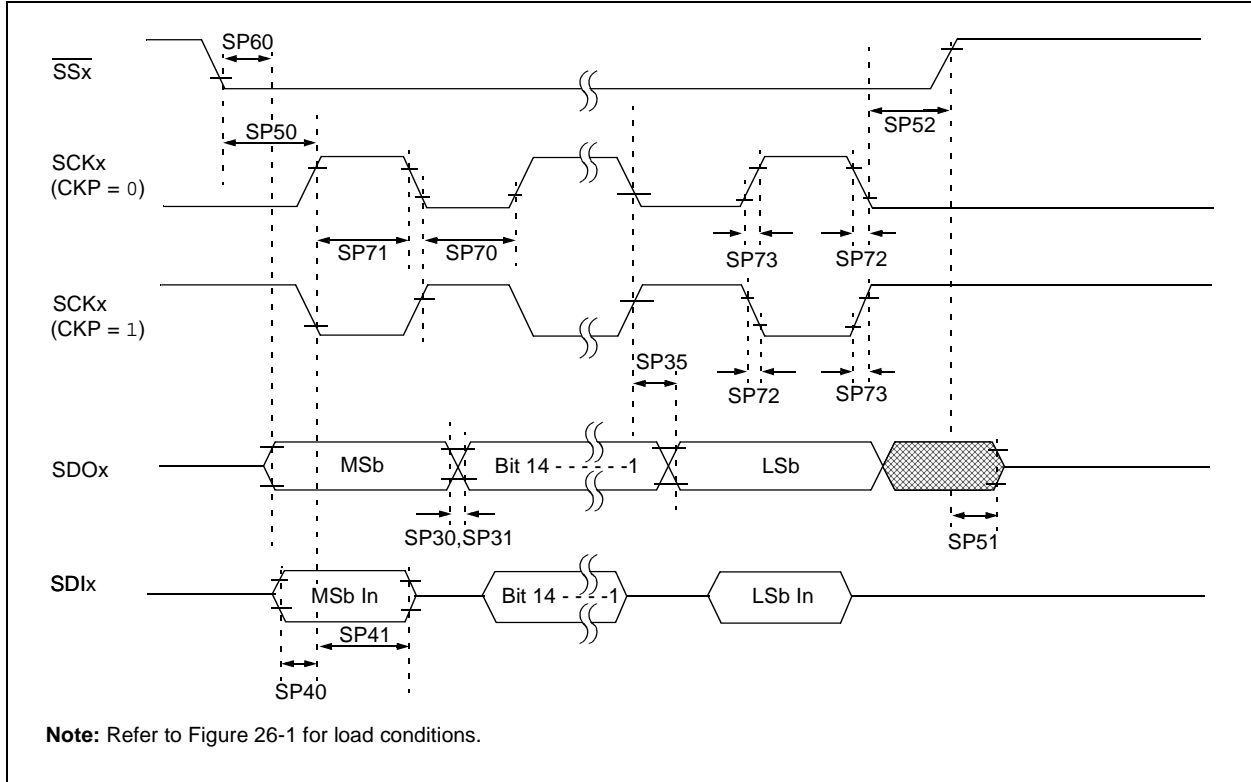 SP60
SSx
SP50
SP52
SCKx
(CKP = 0)
SP71
SP70
SP73
SP72
SCKx
(CKP = 1)
SP35
SP72
SP73
SDOx
MSb
Bit 14 - - - - - -1
LSb
SP30,SP31
SP51
SDIx
MSb In
Bit 14 - - - -1
LSb In
SP41
SP40
Note: Refer to Figure 26-1 for load conditions.